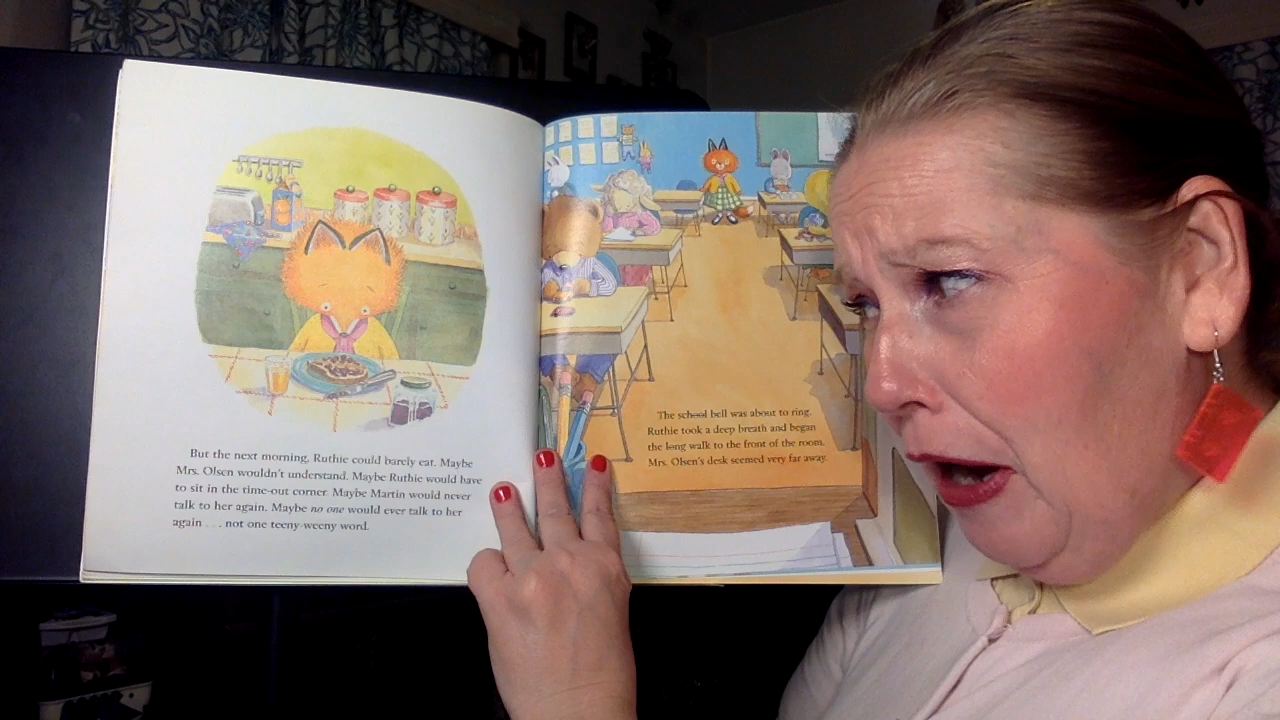 But the next morning, Ruthie could barely eat. Maybe
Mrs. Olsen wouldn't understand. Maybe Ruthie would have
to sit in the time-out corner. Maybe Martin would never
talk to her again. Maybe no one would ever talk to her
again . . . not one teeny-weeny word.
The school bell was about to ring.
Ruthie took a deep breath and began
the long walk to the front of the room.
Mrs. Olsen's desk seemed very far away.